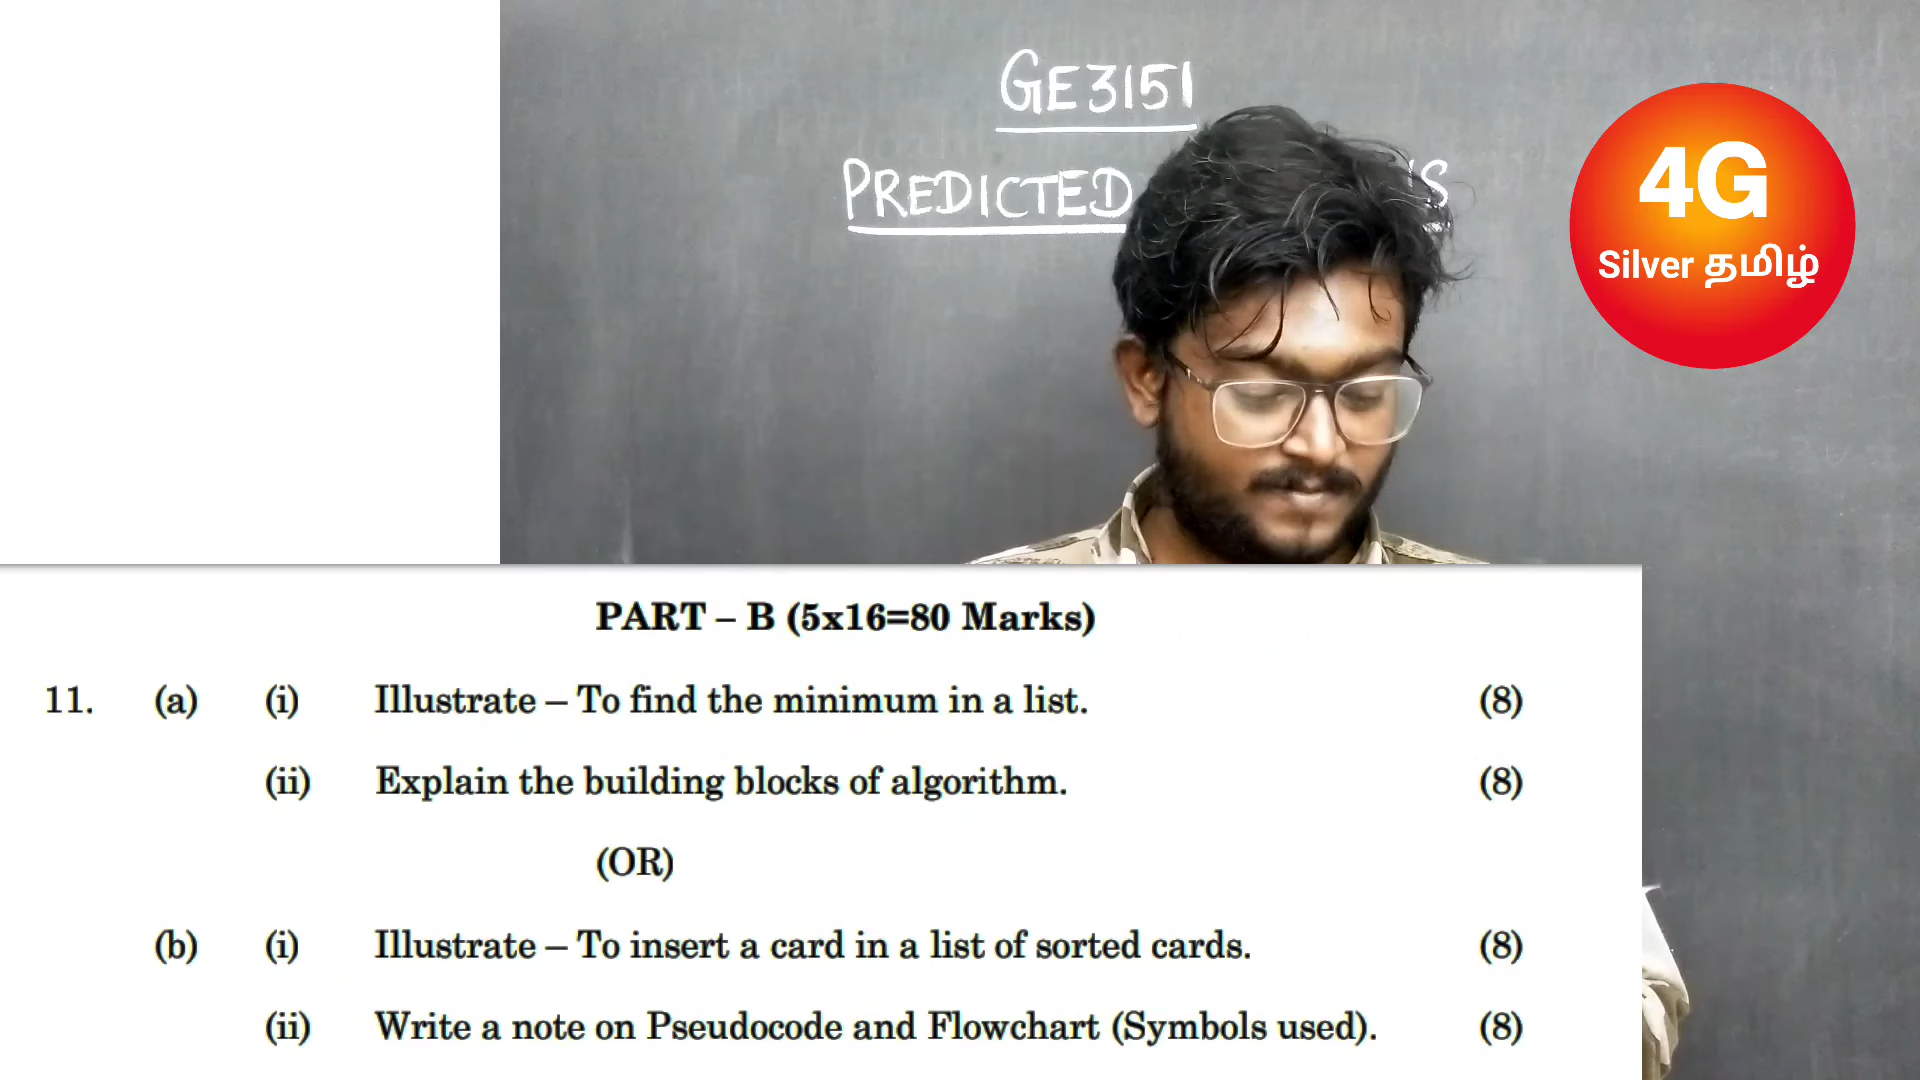 GE3151
PREDICTED
4G
Silver தமிழ்
PART – B (5x16=80 Marks)
11. (a) (i) Illustrate – To find the minimum in a list. (8)
(ii) Explain the building blocks of algorithm. (8)
(OR)
(b) (i) Illustrate – To insert a card in a list of sorted cards. (8)
(ii) Write a note on Pseudocode and Flowchart (Symbols used). (8)